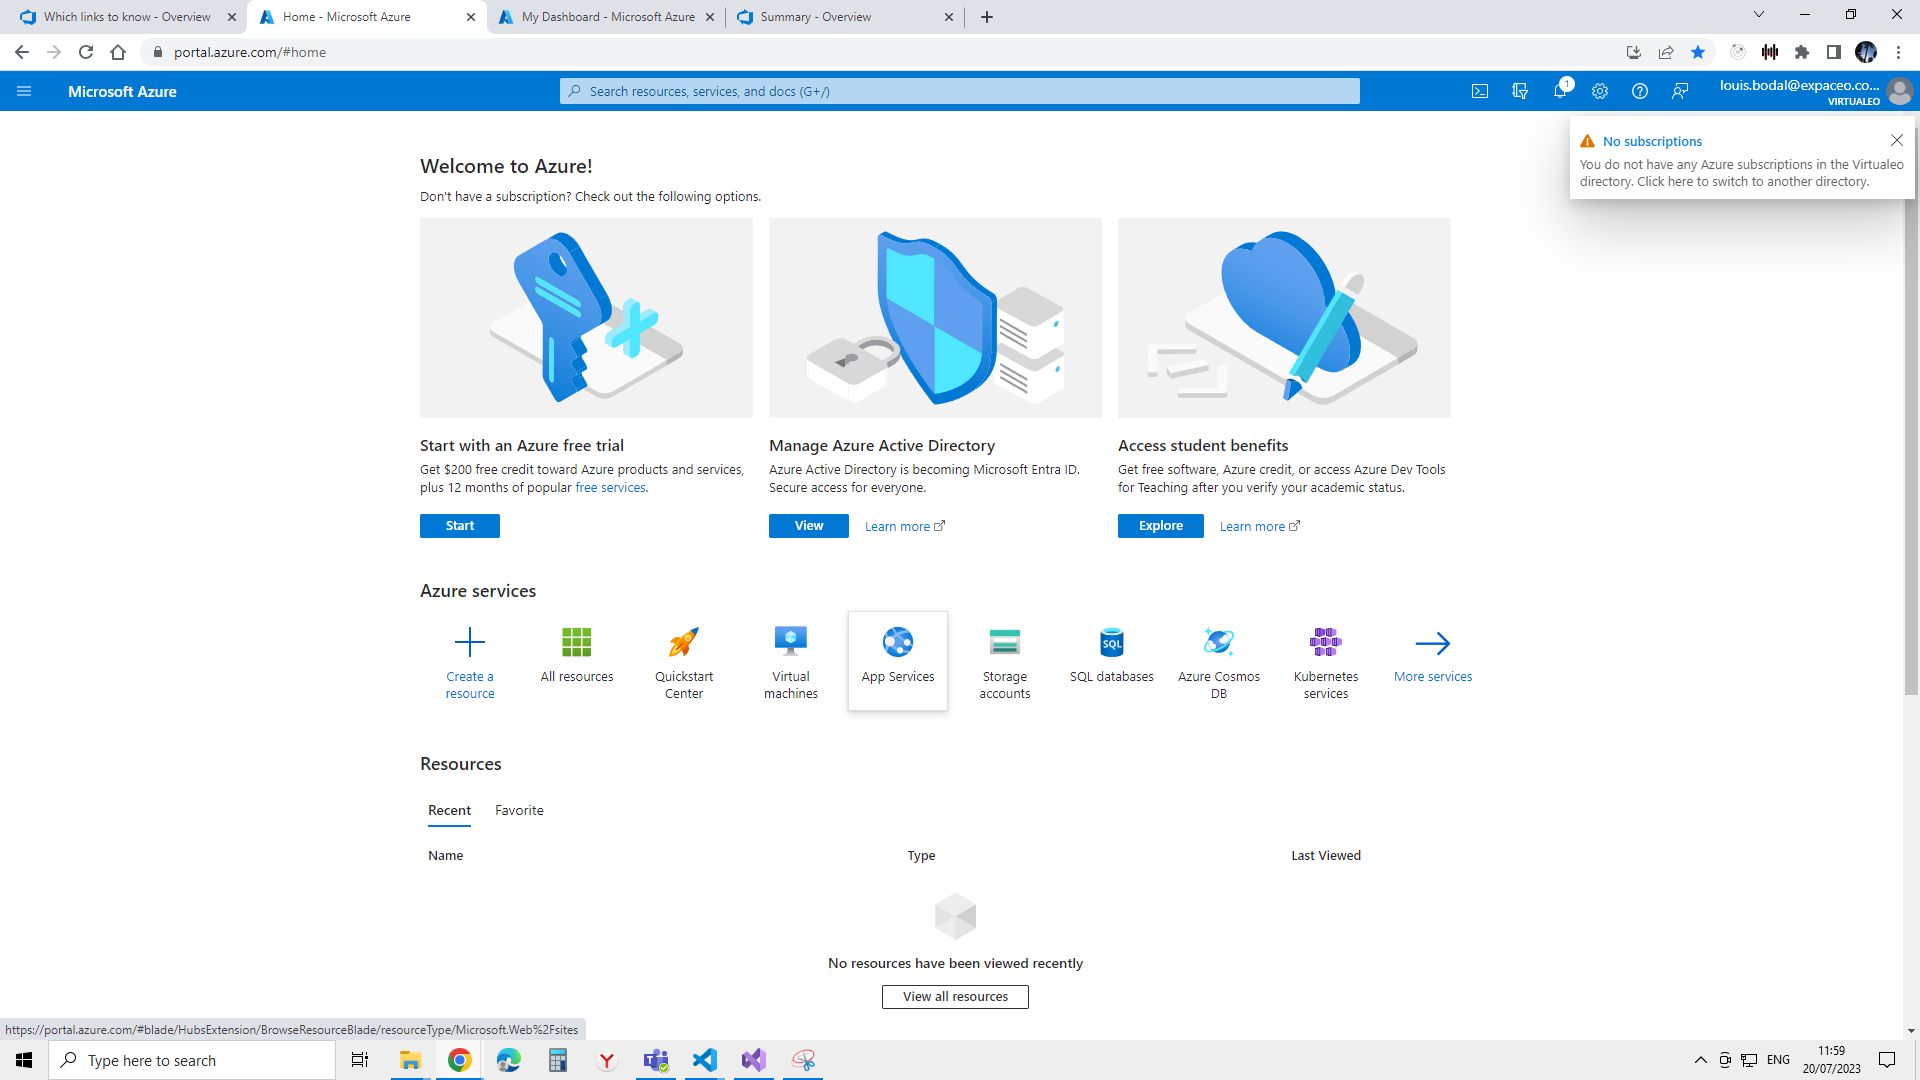 Which links to know - Overview
Home - Microsoft Azure
My Dashboard - Microsoft Azure
Summary - Overview
portal.azure.com/#home
Microsoft Azure
Search resources, services, and docs (G+/)
1
louis.bodal@expaceo.co...
VIRTUALEO
No subscriptions
You do not have any Azure subscriptions in the Virtualeo
directory. Click here to switch to another directory.
Welcome to Azure!
Don't have a subscription? Check out the following options.
Start with an Azure free trial
Get $200 free credit toward Azure products and services,
plus 12 months of popular free services.
Start
Manage Azure Active Directory
Azure Active Directory is becoming Microsoft Entra ID.
Secure access for everyone.
View
Learn more
Access student benefits
Get free software, Azure credit, or access Azure Dev Tools
for Teaching after you verify your academic status.
Explore
Learn more
Azure services
Create a
resource
All resources
Quickstart
Center
Virtual
machines
App Services
Storage
accounts
SQL
SQL databases
Azure Cosmos
DB
Kubernetes
services
More services
Resources
Recent
Favorite
Name
Type
Last Viewed
No resources have been viewed recently
View all resources
https://portal.azure.com/#blade/HubsExtension/BrowseResourceBlade/resourceType/Microsoft.Web%2Fsites
Type here to search
ENG
11:59
20/07/2023